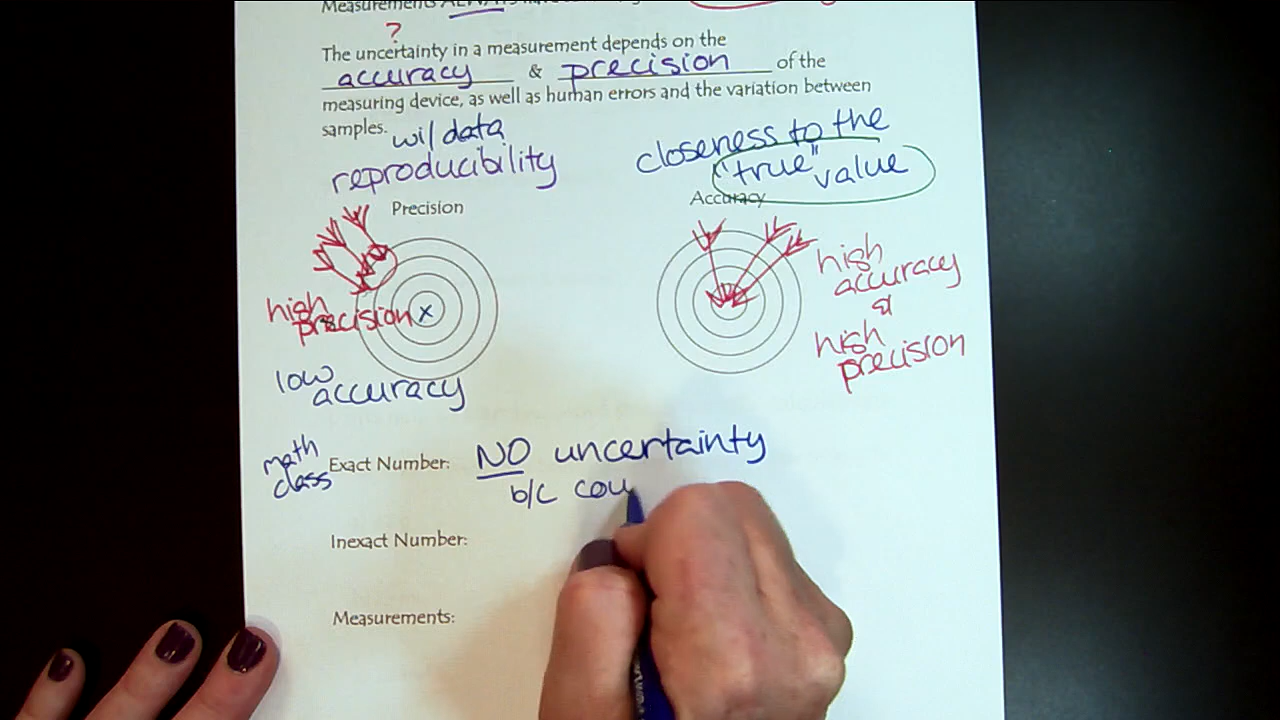 Measurements ALWAYS
?
The uncertainty in a measurement depends on the
accuracy & precision of the
measuring device, as well as human errors and the variation between
samples.
w/ data
reproducibility
closeness to the
"true" value
Precision
Accuracy
high
precision
x
low
accuracy
high
accuracy
&
high
precision
math
class
Exact Number: NO uncertainty
b/c cou
Inexact Number:
Measurements: